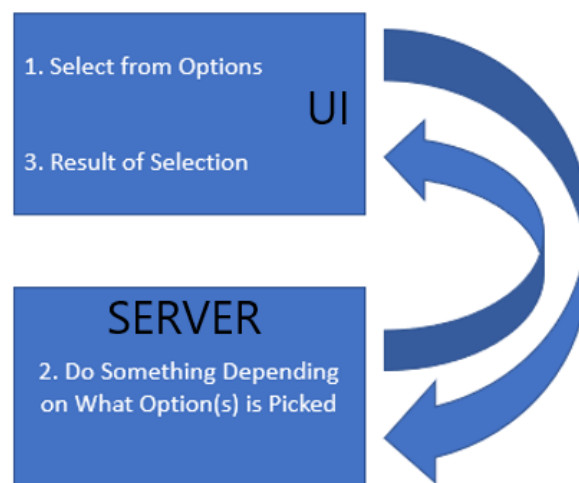 1. Select from Options
UI
3. Result of Selection
SERVER
2. Do Something Depending
on What Option(s) is Picked